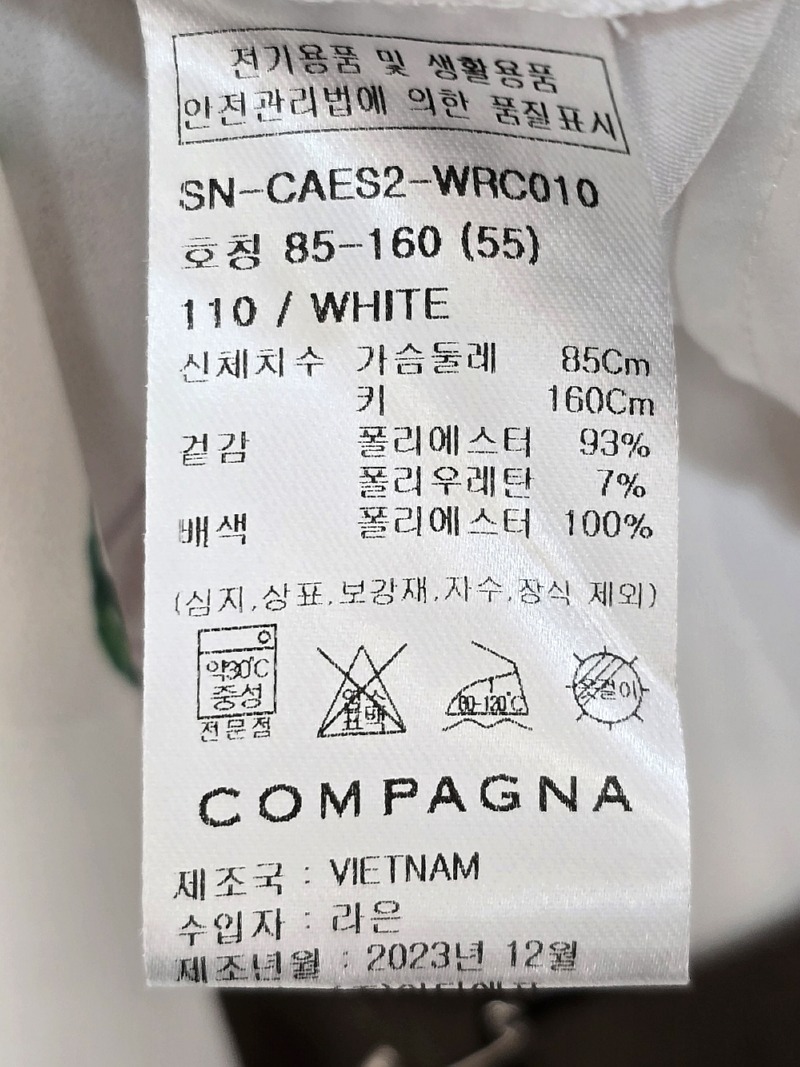 전기용품 및 생활용품
안전관리법에 의한 품질표시
SN-CAES2-WRC010
호칭 85-160 (55)
110 / WHITE
신체치수 가슴둘레 85Cm
키 160Cm
겉감 폴리에스터 93%
폴리우레탄 7%
배색 폴리에스터 100%
(심지,상표,보강재,자수,장식 제외)
약30℃
중성
전문점
염소
표백
80-120℃
옷걸이
COMPAGNA
제조국 : VIETNAM
수입자 : 라은
제조년월 : 2023년 12월